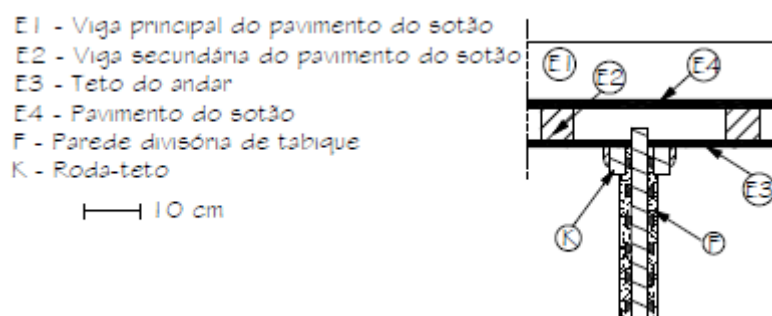 E1 - Viga principal do pavimento do sotão
E2 - Viga secundária do pavimento do sotão
E3 - Teto do andar
E4 - Pavimento do sotão
F - Parede divisória de tabique
K - Roda-teto
10 cm
E1
E2
E4
E3
K
F